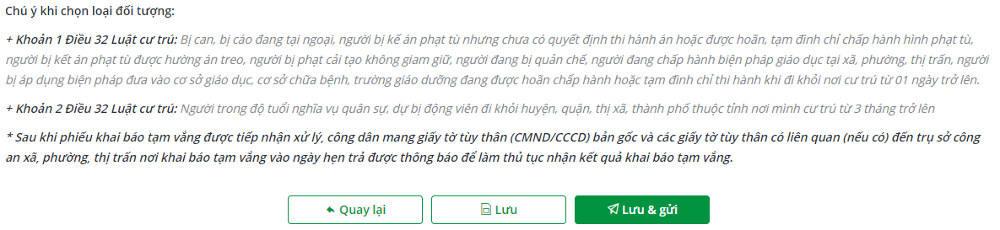 Chú ý khi chọn loại đối tượng:
+ Khoản 1 Điều 32 Luật cư trú: Bị can, bị cáo đang tại ngoại, người bị kế án phạt tù nhưng chưa có quyết định thi hành án hoặc được hoãn, tạm đình chỉ chấp hành hình phạt tù,
người bị kết án phạt tù được hường án treo, người bị phạt cải tạo không giam giữ, người đang bị quản chế, người đang chấp hành biện pháp giáo dục tại xã, phường, thị trấn, người
bị áp dụng biện pháp đưa vào cơ sở giáo dục, cơ sở chữa bệnh, trường giáo dưỡng đang được hoãn chấp hành hoặc tạm đình chỉ thi hành khi đi khỏi nơi cư trú từ 01 ngày trở lên.
+ Khoản 2 Điều 32 Luật cư trú: Người trong độ tuổi nghĩa vụ quân sự, dự bị động viên đi khỏi huyện, quận, thị xã, thành phố thuộc tỉnh nơi mình cư trú từ 3 tháng trở lên
* Sau khi phiếu khai báo tạm vắng được tiếp nhận xử lý, công dân mang giấy tờ tùy thân (CMND/CCCD) bản gốc và các giấy tờ tùy thân có liên quan (nếu có) đến trụ sở công
an xã, phường, thị trấn nơi khai báo tạm vắng vào ngày hẹn trả được thông báo để làm thủ tục nhận kết quả khai báo tạm vắng.
Quay lại
Lưu
Lưu & gửi